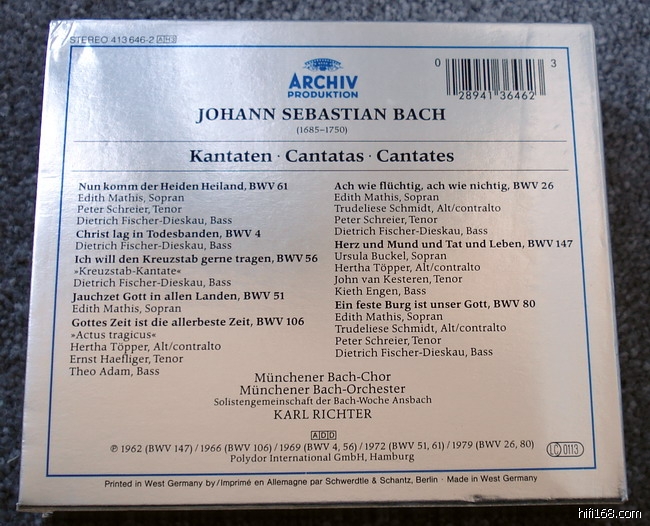 STEREO 413 646-2 AH3
ARCHIV
PRODUKTION
0 28941 36462 3
JOHANN SEBASTIAN BACH
(1685–1750)
Kantaten · Cantatas · Cantates
Nun komm der Heiden Heiland, BWV 61
Edith Mathis, Sopran
Peter Schreier, Tenor
Dietrich Fischer-Dieskau, Bass
Christ lag in Todesbanden, BWV 4
Dietrich Fischer-Dieskau, Bass
Ich will den Kreuzstab gerne tragen, BWV 56
»Kreuzstab-Kantate«
Dietrich Fischer-Dieskau, Bass
Jauchzet Gott in allen Landen, BWV 51
Edith Mathis, Sopran
Gottes Zeit ist die allerbeste Zeit, BWV 106
»Actus tragicus«
Hertha Töpper, Alt/contralto
Ernst Haefliger, Tenor
Theo Adam, Bass
Ach wie flüchtig, ach wie nichtig, BWV 26
Edith Mathis, Sopran
Trudeliese Schmidt, Alt/contralto
Peter Schreier, Tenor
Dietrich Fischer-Dieskau, Bass
Herz und Mund und Tat und Leben, BWV 147
Ursula Buckel, Sopran
Hertha Töpper, Alt/contralto
John van Kesteren, Tenor
Kieth Engen, Bass
Ein feste Burg ist unser Gott, BWV 80
Edith Mathis, Sopran
Trudeliese Schmidt, Alt/contralto
Peter Schreier, Tenor
Dietrich Fischer-Dieskau, Bass
Münchener Bach-Chor
Münchener Bach-Orchester
Solistengemeinschaft der Bach-Woche Ansbach
KARL RICHTER
ADD
℗ 1962 (BWV 147) / 1966 (BWV 106) / 1969 (BWV 4, 56) / 1972 (BWV 51, 61) / 1979 (BWV 26, 80)
Polydor International GmbH, Hamburg
LC 0113
Printed in West Germany by/Imprimé en Allemagne par Schwerdtle & Schantz, Berlin · Made in West Germany
hifi168.com